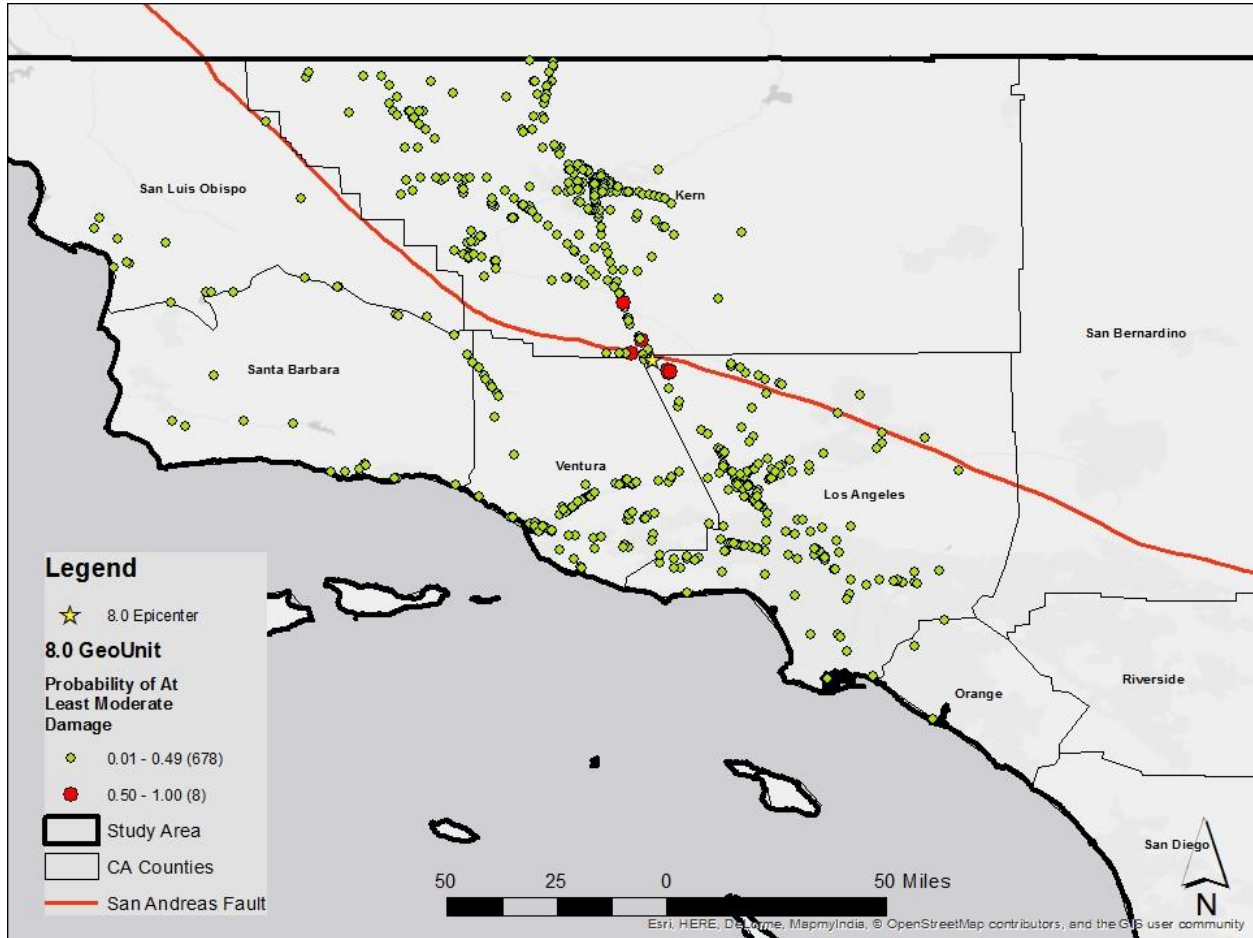 Kern
San Luis Obispo
San Bernardino
Santa Barbara
Ventura
Los Angeles
Legend
8.0 Epicenter
8.0 GeoUnit
Probability of At
Least Moderate
Damage
0.01 - 0.49 (678)
0.50 - 1.00 (8)
Study Area
CA Counties
San Andreas Fault
Orange
Riverside
San Diego
N
50 25 0 50 Miles
Esri, HERE, DeLorme, MapmyIndia, © OpenStreetMap contributors, and the GIS user community